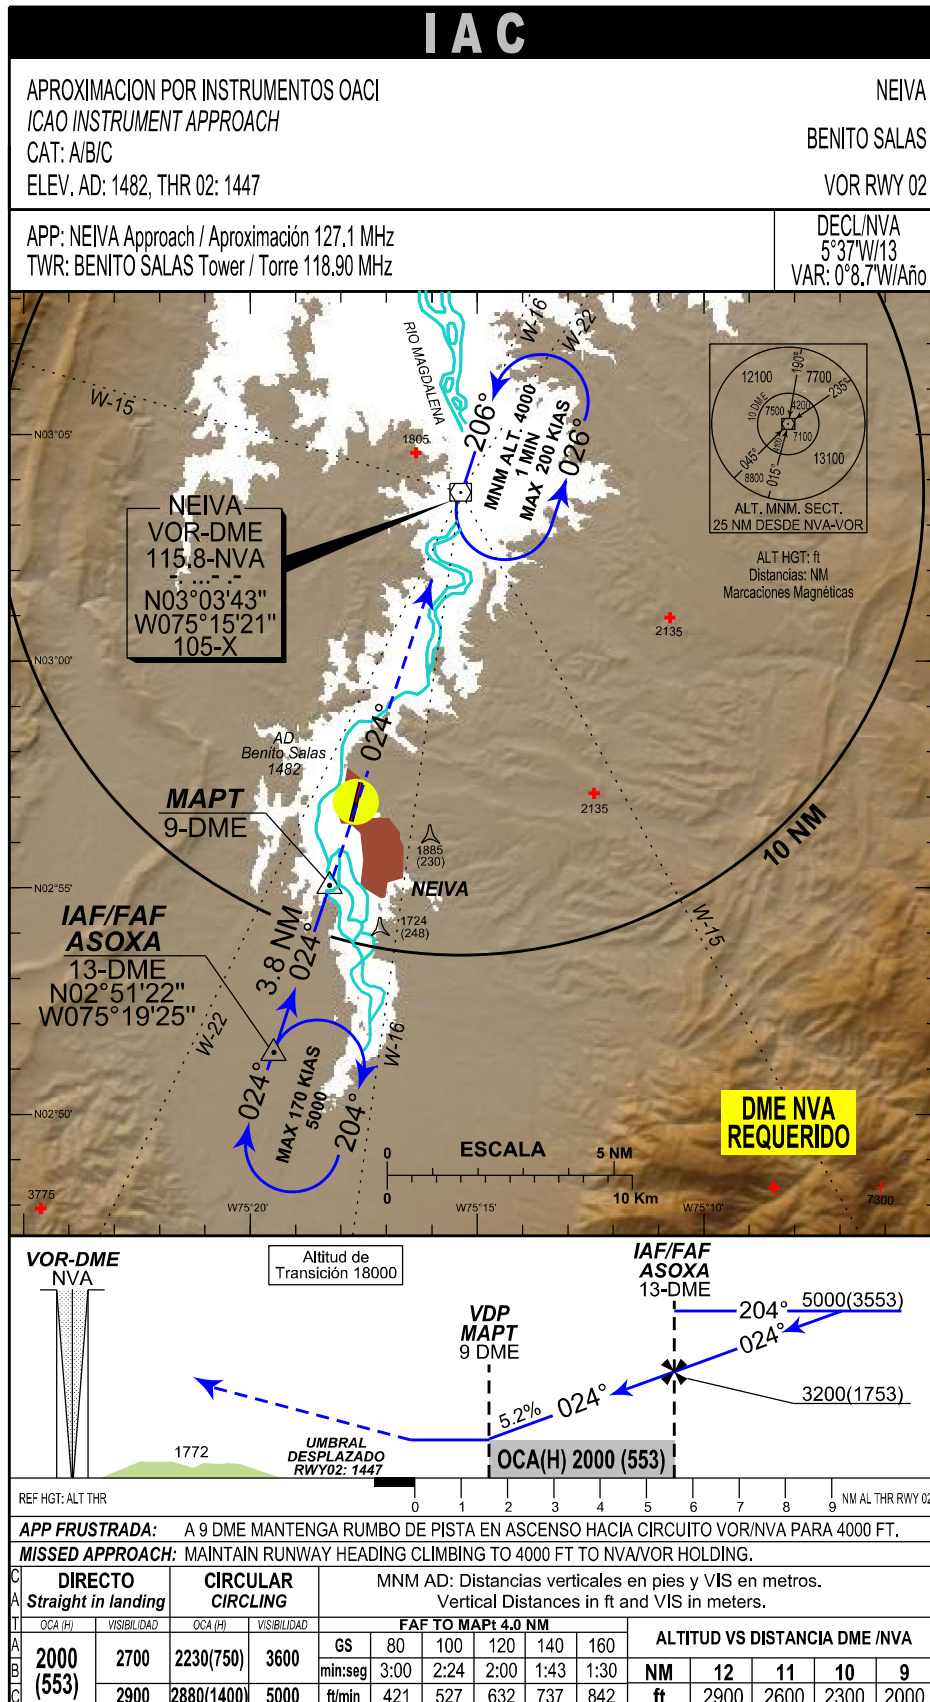 IAC
APROXIMACION POR INSTRUMENTOS OACI
ICAO INSTRUMENT APPROACH
CAT: A/B/C
ELEV. AD: 1482, THR 02: 1447
NEIVA
BENITO SALAS
VOR RWY 02
APP: NEIVA Approach / Aproximación 127.1 MHz
TWR: BENITO SALAS Tower / Torre 118.90 MHz
DECL/NVA
5°37'W/13
VAR: 0°8.7'W/Año
RIO MAGDALENA
W-16
W-22
W-15
N03°05'
1805
206°
MNM ALT. 4000
1 MIN
MAX 200 KIAS
026°
12100
190°
7700
235°
10 DME
7500
4200
7100
045°
8800
015°
13100
ALT. MNM. SECT.
25 NM DESDE NVA-VOR
ALT HGT: ft
Distancias: NM
Marcaciones Magnéticas
NEIVA
VOR-DME
115.8-NVA
-. ...- .-
N03°03'43"
W075°15'21"
105-X
2135
N03°00'
024°
AD
Benito Salas
1482
MAPT
9-DME
2135
10 NM
1885
(230)
NEIVA
N02°55'
1724
(248)
W-15
IAF/FAF
ASOXA
13-DME
N02°51'22"
W075°19'25"
3.8 NM
024°
W-22
W-16
024°
MAX 170 KIAS
5000
204°
N02°50'
DME NVA
REQUERIDO
ESCALA
0 5 NM
0 10 Km
3775
7300
W75°20'
W75°15'
W75°10'
VOR-DME
NVA
Altitud de
Transición 18000
IAF/FAF
ASOXA
13-DME
VDP
MAPT
9 DME
204°
5000(3553)
024°
5.2%
024°
3200(1753)
1772
UMBRAL
DESPLAZADO
RWY02: 1447
OCA(H) 2000 (553)
REF HGT: ALT THR
0 1 2 3 4 5 6 7 8 9 NM AL THR RWY 02
APP FRUSTRADA: A 9 DME MANTENGA RUMBO DE PISTA EN ASCENSO HACIA CIRCUITO VOR/NVA PARA 4000 FT.
MISSED APPROACH: MAINTAIN RUNWAY HEADING CLIMBING TO 4000 FT TO NVA/VOR HOLDING.
CAT
DIRECTO
Straight in landing
CIRCULAR
CIRCLING
MNM AD: Distancias verticales en pies y VIS en metros.
Vertical Distances in ft and VIS in meters.
OCA (H) VISIBILIDAD OCA (H) VISIBILIDAD
FAF TO MAPt 4.0 NM
ALTITUD VS DISTANCIA DME /NVA
A
B
C
2000
(553)
2700 2230(750) 3600
2900 2880(1400) 5000
GS 80 100 120 140 160
min:seg 3:00 2:24 2:00 1:43 1:30
ft/min 421 527 632 737 842
NM 12 11 10 9
ft 2900 2600 2300 2000